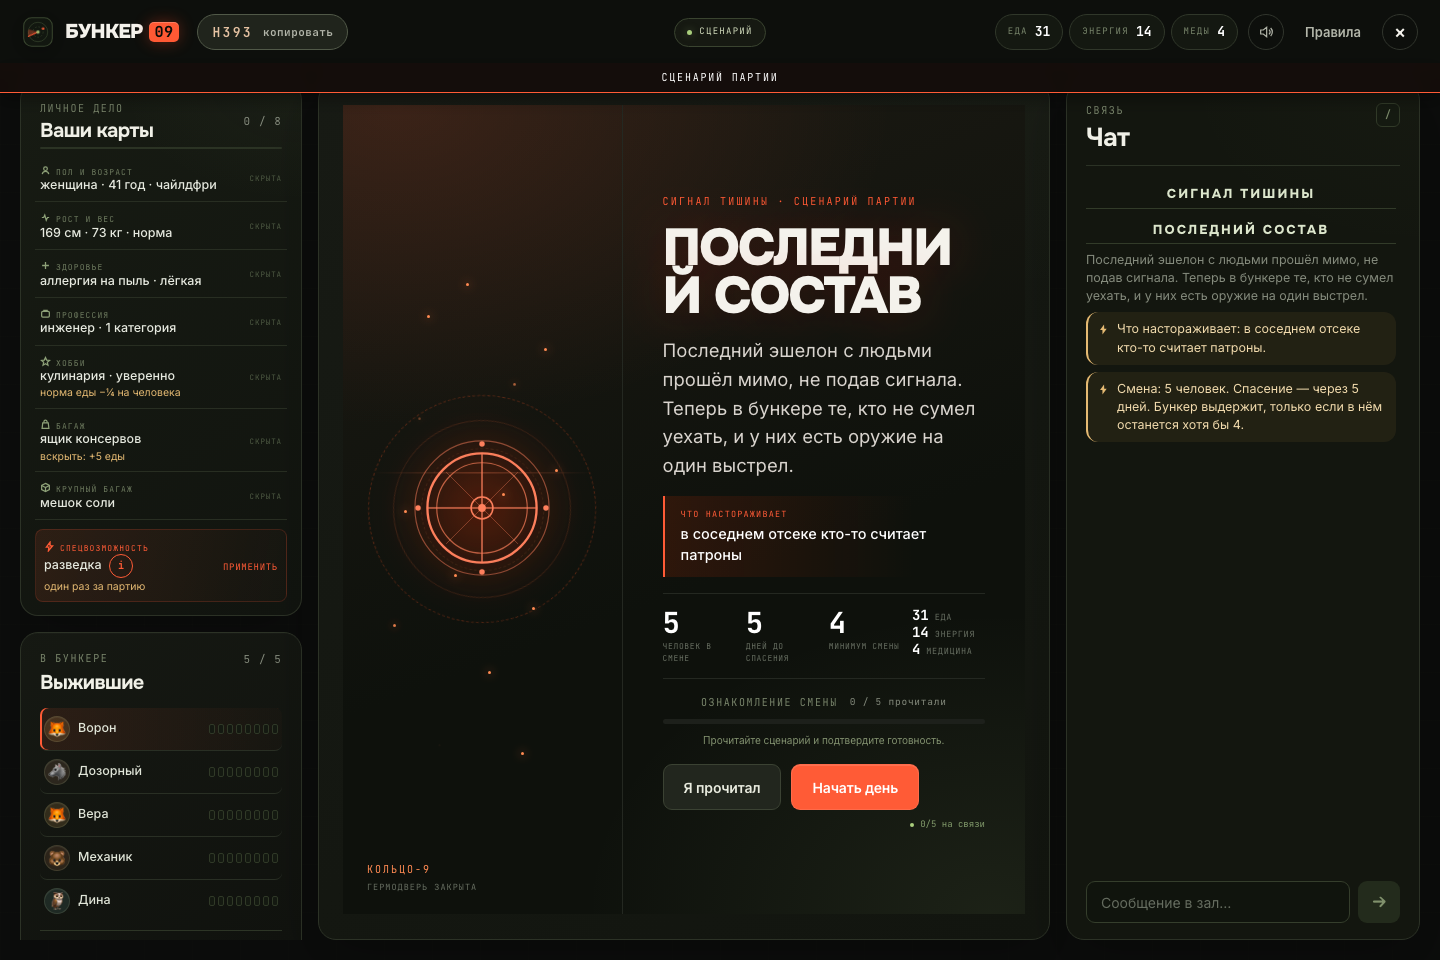 БУНКЕР 09
H393 копировать
СЦЕНАРИЙ
ЕДА 31
ЭНЕРГИЯ 14
МЕДЫ 4
Правила
×
СЦЕНАРИЙ ПАРТИИ
ЛИЧНОЕ ДЕЛО
Ваши карты
0 / 8
ПОЛ И ВОЗРАСТ
женщина · 41 год · чайлдфри
СКРЫТА
РОСТ И ВЕС
169 см · 73 кг · норма
СКРЫТА
ЗДОРОВЬЕ
аллергия на пыль · лёгкая
СКРЫТА
ПРОФЕССИЯ
инженер · 1 категория
СКРЫТА
ХОББИ
кулинария · уверенно
норма еды −¼ на человека
СКРЫТА
БАГАЖ
ящик консервов
вскрыть: +5 еды
СКРЫТА
КРУПНЫЙ БАГАЖ
мешок соли
СКРЫТА
СПЕЦВОЗМОЖНОСТЬ
разведка i
один раз за партию
ПРИМЕНИТЬ
В БУНКЕРЕ
Выжившие
5 / 5
Ворон
Дозорный
Вера
Механик
Дина
КОЛЬЦО-9
ГЕРМОДВЕРЬ ЗАКРЫТА
СИГНАЛ ТИШИНЫ · СЦЕНАРИЙ ПАРТИИ
ПОСЛЕДНИ
Й СОСТАВ
Последний эшелон с людьми
прошёл мимо, не подав сигнала.
Теперь в бункере те, кто не сумел
уехать, и у них есть оружие на
один выстрел.
ЧТО НАСТОРАЖИВАЕТ
в соседнем отсеке кто-то считает
патроны
5
ЧЕЛОВЕК В
СМЕНЕ
5
ДНЕЙ ДО
СПАСЕНИЯ
4
МИНИМУМ СМЕНЫ
31 ЕДА
14 ЭНЕРГИЯ
4 МЕДИЦИНА
ОЗНАКОМЛЕНИЕ СМЕНЫ 0 / 5 прочитали
Прочитайте сценарий и подтвердите готовность.
Я прочитал
Начать день
0/5 на связи
СВЯЗЬ
Чат
/
СИГНАЛ ТИШИНЫ
ПОСЛЕДНИЙ СОСТАВ
Последний эшелон с людьми прошёл мимо, не
подав сигнала. Теперь в бункере те, кто не сумел
уехать, и у них есть оружие на один выстрел.
Что настораживает: в соседнем отсеке
кто-то считает патроны.
Смена: 5 человек. Спасение — через 5
дней. Бункер выдержит, только если в нём
останется хотя бы 4.
Сообщение в зал...